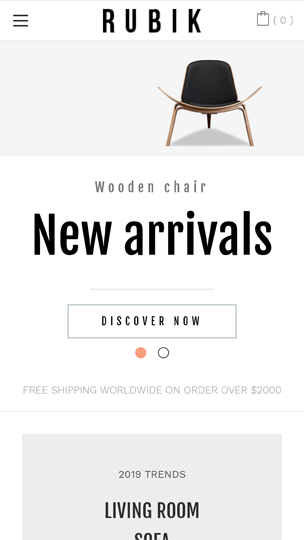 RUBIK
( 0 )
Wooden chair
New arrivals
DISCOVER NOW
FREE SHIPPING WORLDWIDE ON ORDER OVER $2000
2019 TRENDS
LIVING ROOM
SOFA